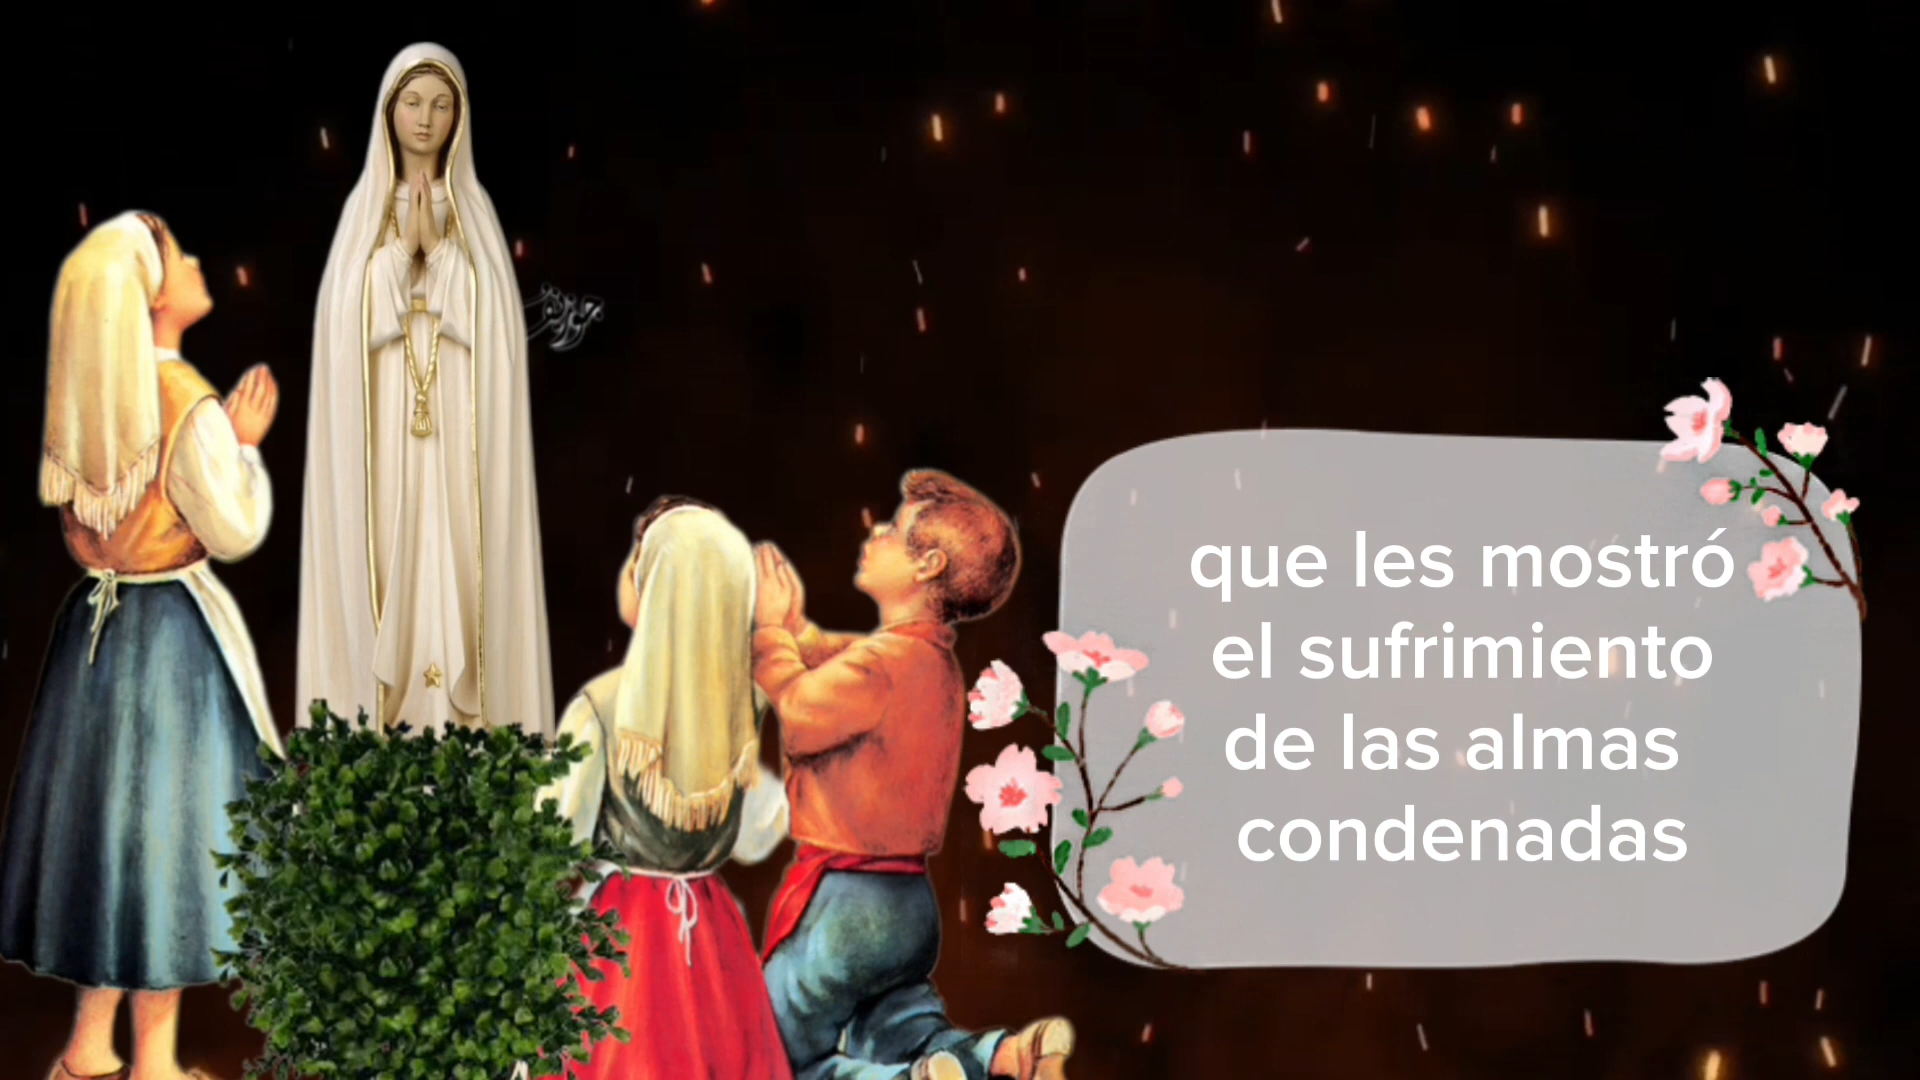 que les mostró
el sufrimiento
de las almas
condenadas